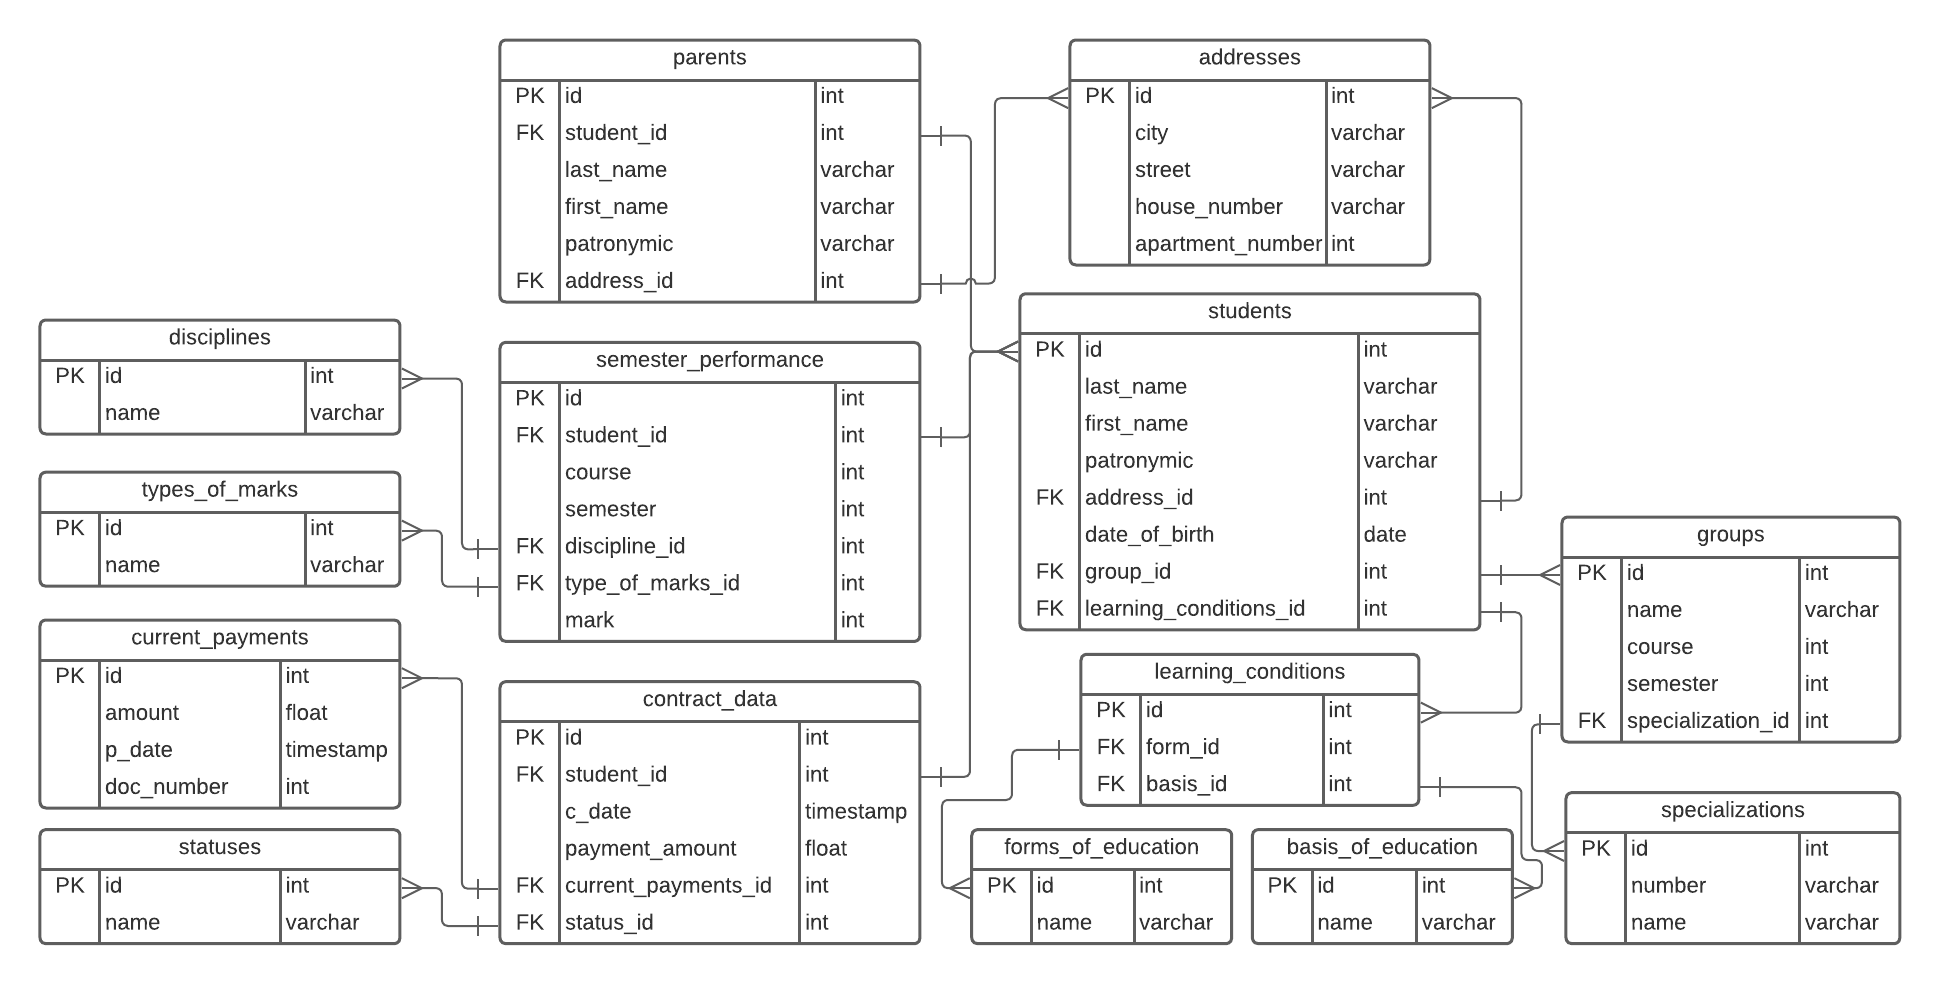 parents
PK id int
FK student_id int
last_name varchar
first_name varchar
patronymic varchar
FK address_id int
addresses
PK id int
city varchar
street varchar
house_number varchar
apartment_number int
disciplines
PK id int
name varchar
semester_performance
PK id int
FK student_id int
course int
semester int
FK discipline_id int
FK type_of_marks_id int
mark int
students
PK id int
last_name varchar
first_name varchar
patronymic varchar
FK address_id int
date_of_birth date
FK group_id int
FK learning_conditions_id int
types_of_marks
PK id int
name varchar
groups
PK id int
name varchar
course int
semester int
FK specialization_id int
current_payments
PK id int
amount float
p_date timestamp
doc_number int
contract_data
PK id int
FK student_id int
c_date timestamp
payment_amount float
FK current_payments_id int
FK status_id int
learning_conditions
PK id int
FK form_id int
FK basis_id int
statuses
PK id int
name varchar
forms_of_education
PK id int
name varchar
basis_of_education
PK id int
name varchar
specializations
PK id int
number varchar
name varchar